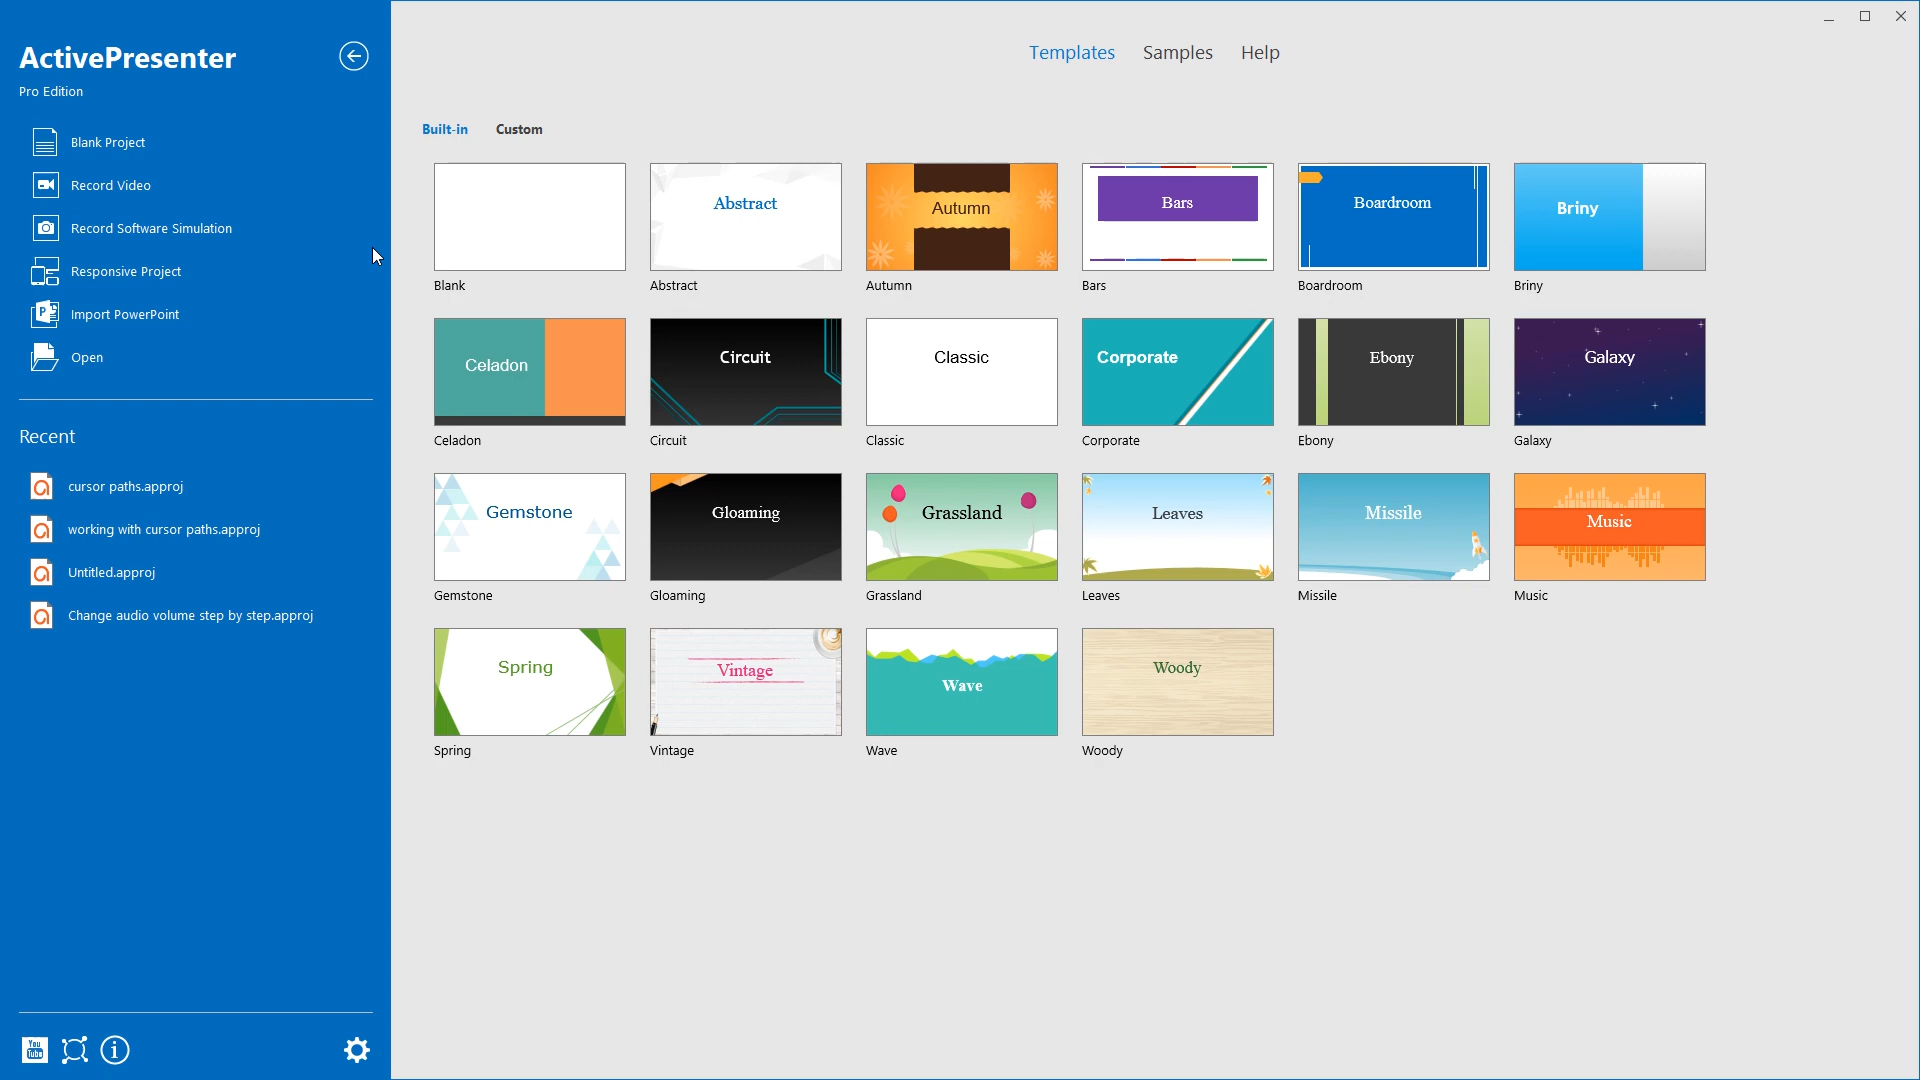 ActivePresenter
Pro Edition
Blank Project
Record Video
Record Software Simulation
Responsive Project
Import PowerPoint
Open
Recent
cursor paths.approj
working with cursor paths.approj
Untitled.approj
Change audio volume step by step.approj
You
Tube
Templates Samples Help
Built-in Custom
Abstract Autumn Bars Boardroom Briny
Blank Abstract Autumn Bars Boardroom Briny
Celadon Circuit Classic Corporate Ebony Galaxy
Celadon Circuit Classic Corporate Ebony Galaxy
Gemstone Gloaming Grassland Leaves Missile Music
Gemstone Gloaming Grassland Leaves Missile Music
Spring Vintage Wave Woody
Spring Vintage Wave Woody